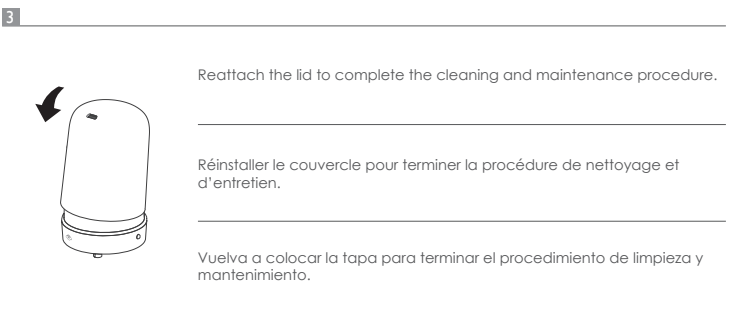 3
Reattach the lid to complete the cleaning and maintenance procedure.
Réinstaller le couvercle pour terminer la procédure de nettoyage et
d’entretien.
Vuelva a colocar la tapa para terminar el procedimiento de limpieza y
mantenimiento.